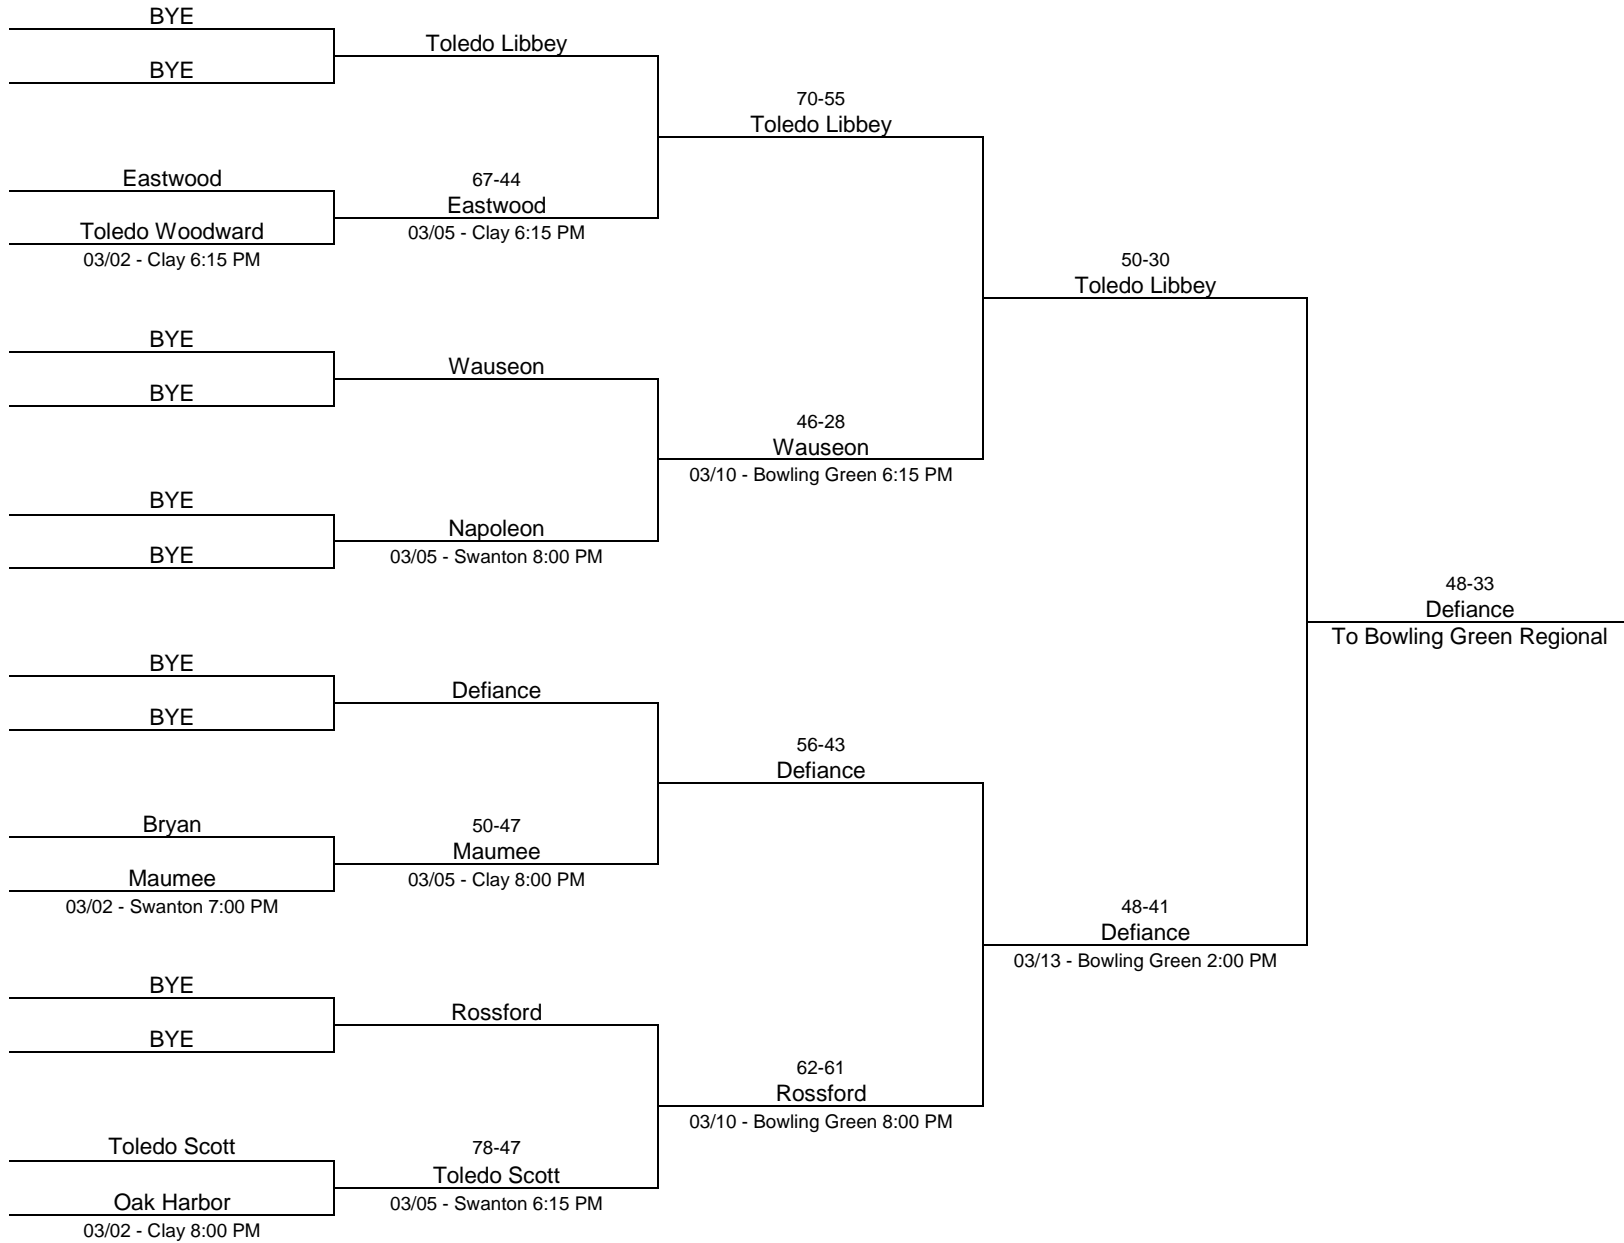 BYE
BYE
Toledo Libbey
Eastwood
Toledo Woodward
03/02 - Clay 6:15 PM
67-44
Eastwood
03/05 - Clay 6:15 PM
70-55
Toledo Libbey
BYE
BYE
Wauseon
BYE
BYE
Napoleon
03/05 - Swanton 8:00 PM
46-28
Wauseon
03/10 - Bowling Green 6:15 PM
50-30
Toledo Libbey
BYE
BYE
Defiance
Bryan
Maumee
03/02 - Swanton 7:00 PM
50-47
Maumee
03/05 - Clay 8:00 PM
56-43
Defiance
BYE
BYE
Rossford
Toledo Scott
Oak Harbor
03/02 - Clay 8:00 PM
78-47
Toledo Scott
03/05 - Swanton 6:15 PM
62-61
Rossford
03/10 - Bowling Green 8:00 PM
48-41
Defiance
03/13 - Bowling Green 2:00 PM
48-33
Defiance
To Bowling Green Regional